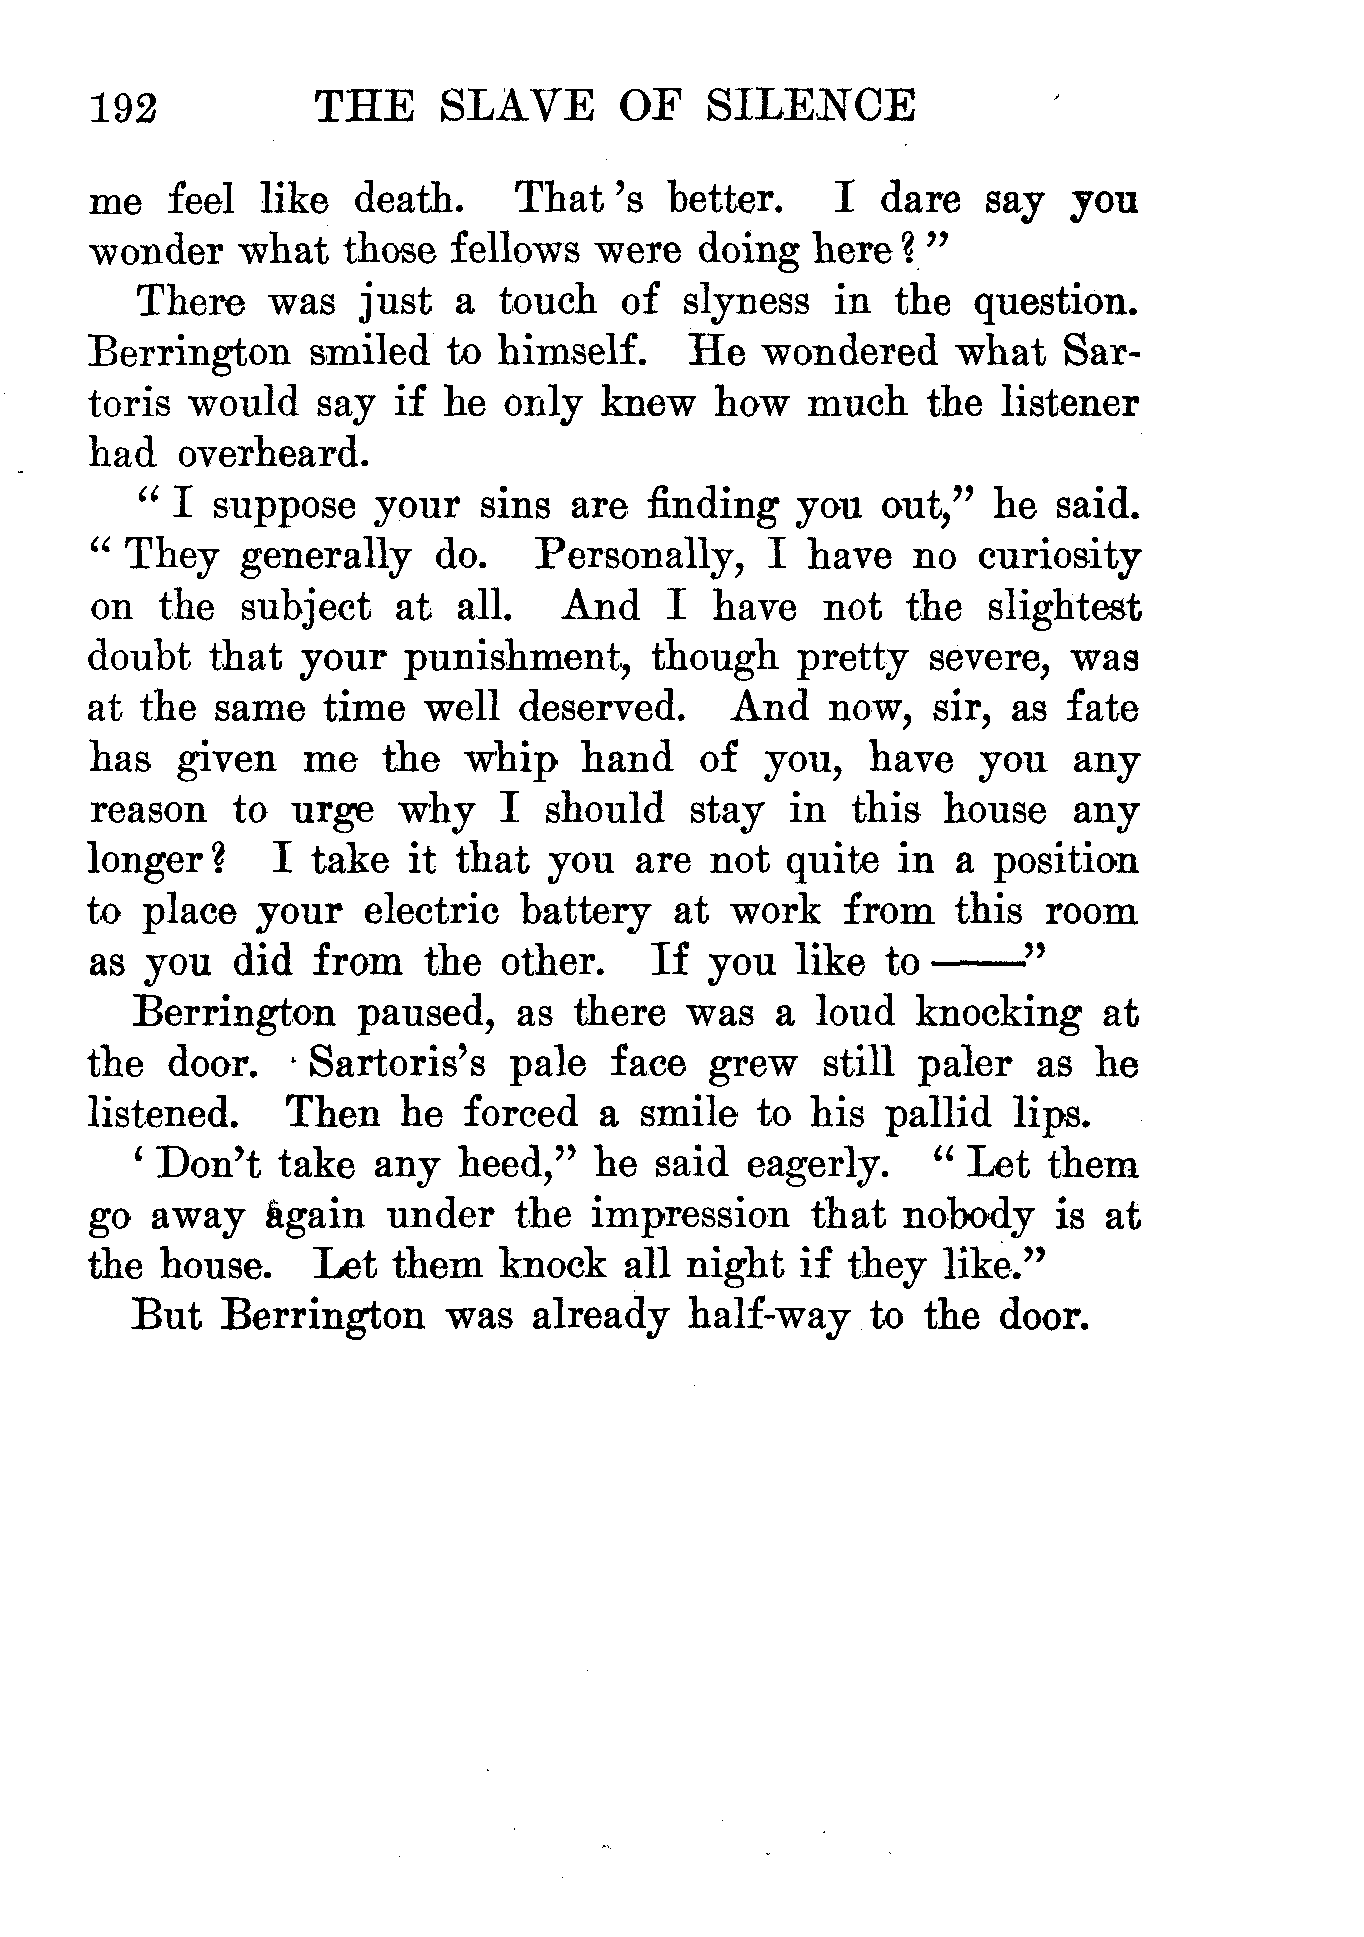 192 THE SLAVE OF SILENCE
me feel like death. That's better. I dare say you
wonder what those fellows were doing here?"
There was just a touch of slyness in the question.
Berrington smiled to himself. He wondered what Sar-
toris would say if he only knew how much the listener
had overheard.
"I suppose your sins are finding you out," he said.
"They generally do. Personally, I have no curiosity
on the subject at all. And I have not the slightest
doubt that your punishment, though pretty severe, was
at the same time well deserved. And now, sir, as fate
has given me the whip hand of you, have you any
reason to urge why I should stay in this house any
longer? I take it that you are not quite in a position
to place your electric battery at work from this room
as you did from the other. If you like to ——"
Berrington paused, as there was a loud knocking at
the door. Sartoris's pale face grew still paler as he
listened. Then he forced a smile to his pallid lips.
'Don't take any heed," he said eagerly. "Let them
go away again under the impression that nobody is at
the house. Let them knock all night if they like."
But Berrington was already half-way to the door.